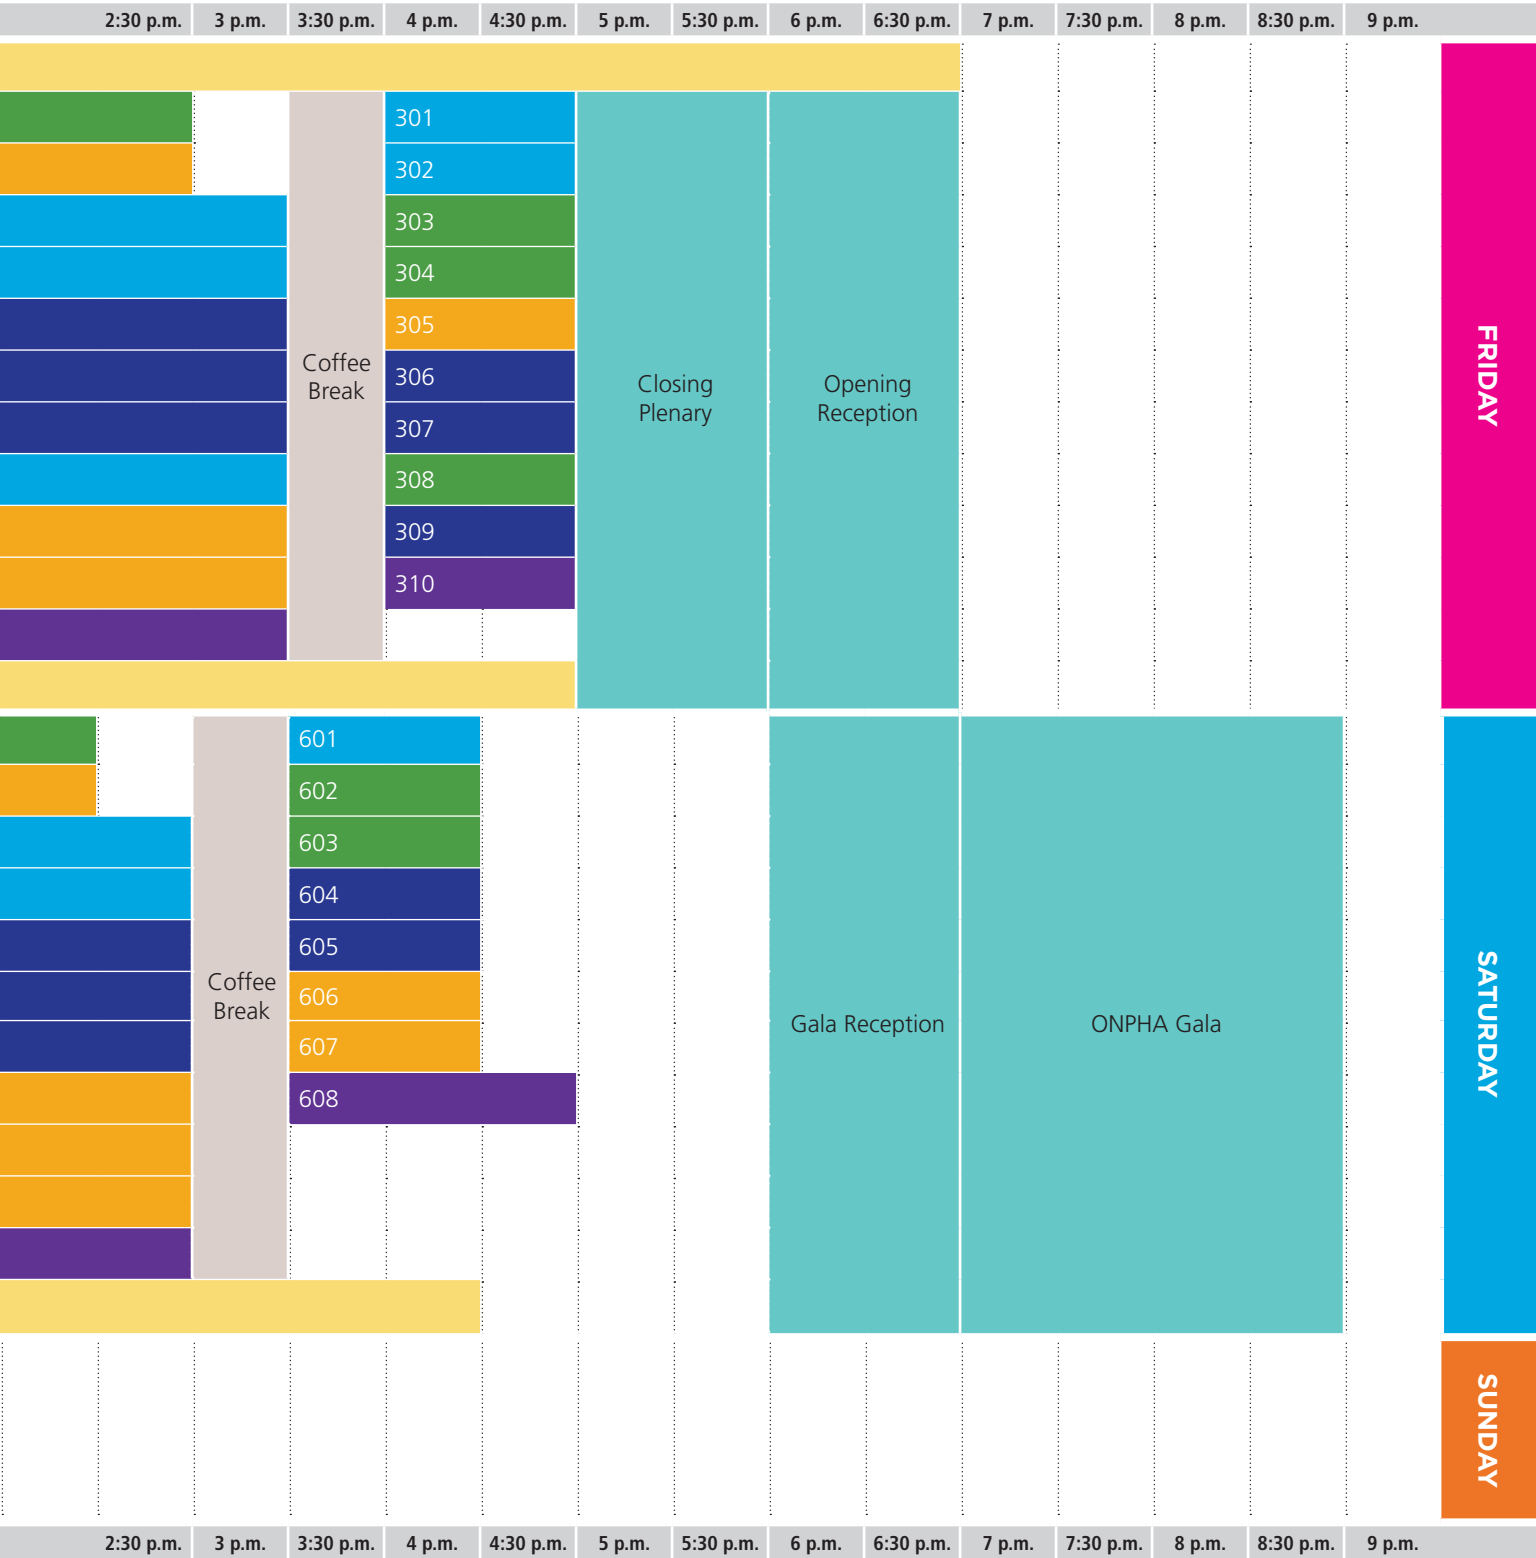 2:30 p.m. 3 p.m. 3:30 p.m. 4 p.m. 4:30 p.m. 5 p.m. 5:30 p.m. 6 p.m. 6:30 p.m. 7 p.m. 7:30 p.m. 8 p.m. 8:30 p.m. 9 p.m.
301
302
303
304
305
306
307
308
309
310
Coffee
Break
Closing
Plenary
Opening
Reception
FRIDAY
601
602
603
604
605
606
607
608
Coffee
Break
Gala Reception
ONPHA Gala
SATURDAY
SUNDAY
2:30 p.m. 3 p.m. 3:30 p.m. 4 p.m. 4:30 p.m. 5 p.m. 5:30 p.m. 6 p.m. 6:30 p.m. 7 p.m. 7:30 p.m. 8 p.m. 8:30 p.m. 9 p.m.